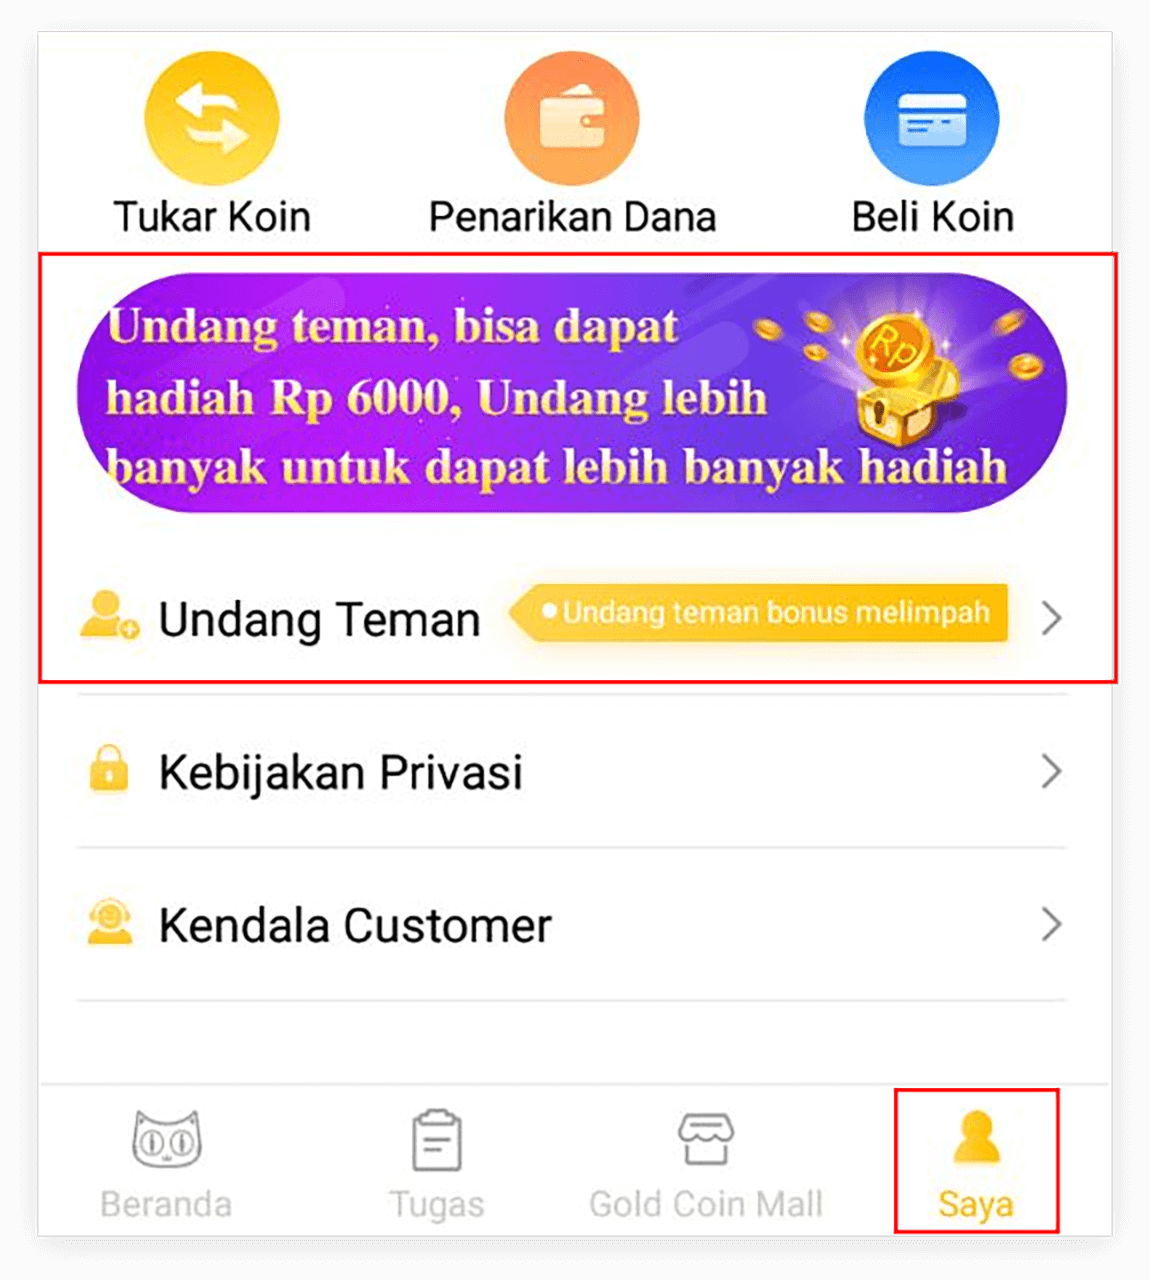 Tukar Koin
Penarikan Dana
Beli Koin
Undang teman, bisa dapat
hadiah Rp 6000, Undang lebih
banyak untuk dapat lebih banyak hadiah
Rp
Undang Teman
Undang teman bonus melimpah
Kebijakan Privasi
Kendala Customer
Beranda
Tugas
Gold Coin Mall
Saya